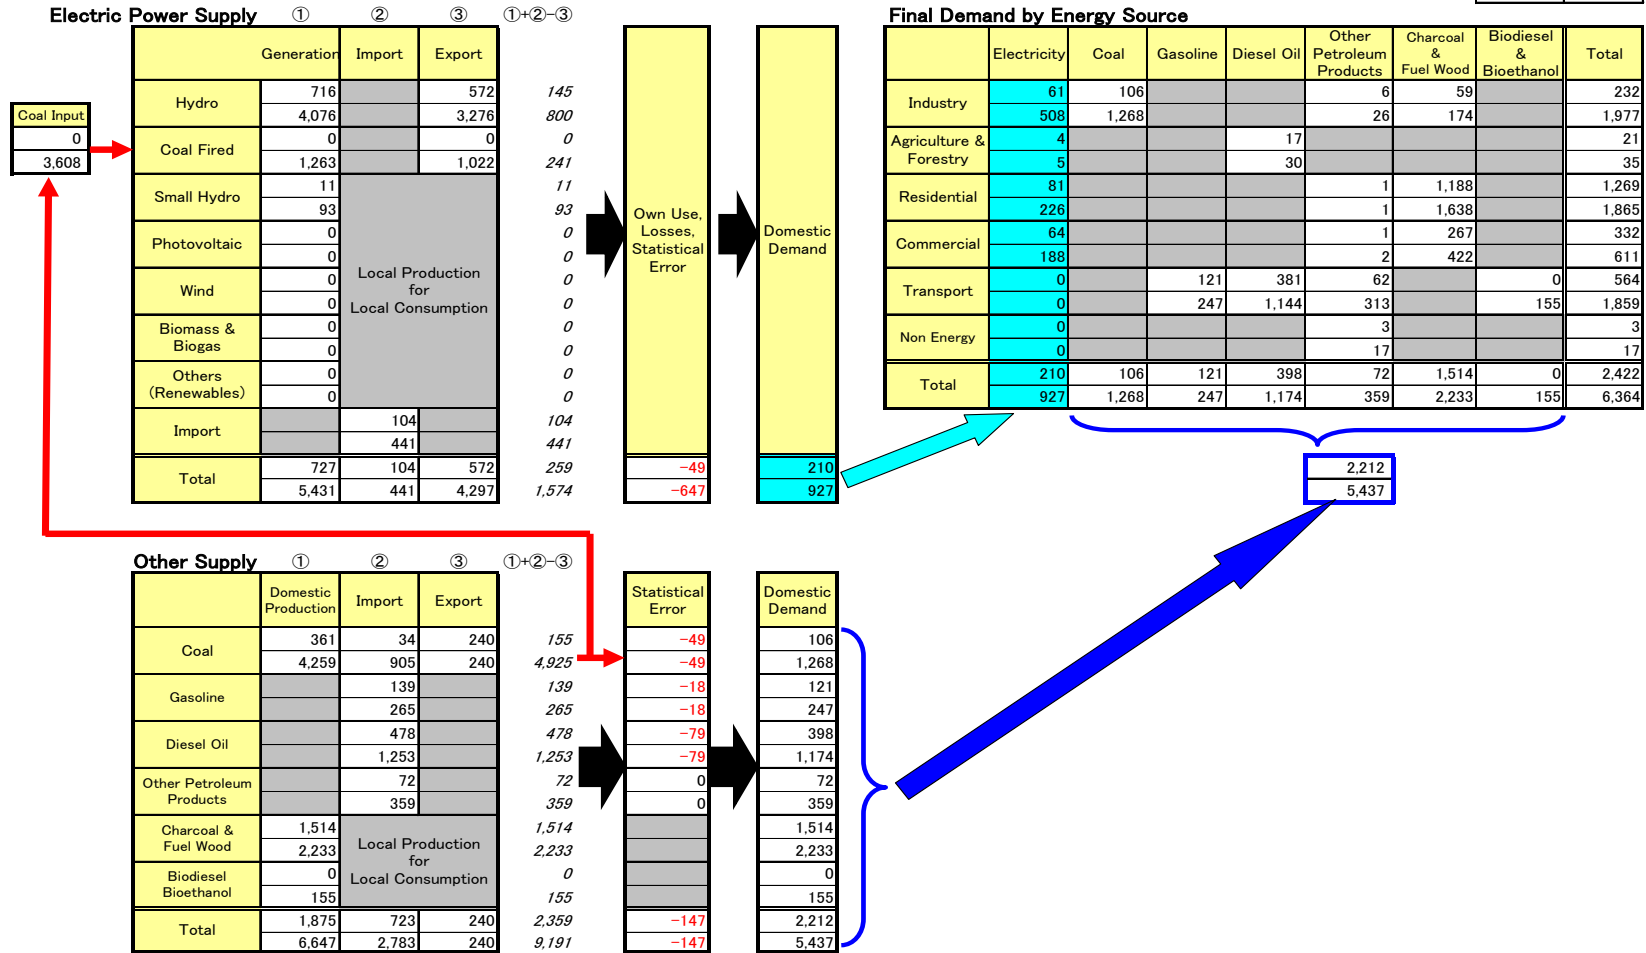 Electric Power Supply ① ② ③ ①+②-③
Generation Import Export
Hydro 716 572 145
4,076 3,276 800
Coal Fired 0 0 0
1,263 1,022 241
Small Hydro 11 11
93 93
Photovoltaic 0 0
0 0
Wind 0 0
0 0
Biomass &
Biogas
0 0
0 0
Others
(Renewables)
0 0
0 0
Local Production
for
Local Consumption
Import 104 104
441 441
Total 727 104 572 259 -49 210
5,431 441 4,297 1,574 -647 927
Coal Input
0
3,608
Own Use,
Losses,
Statistical
Error
Domestic
Demand
Final Demand by Energy Source
Electricity
Coal
Gasoline
Diesel Oil
Other
Petroleum
Products
Charcoal
&
Fuel Wood
Biodiesel
&
Bioethanol
Total
Industry 61 106 6 59 232
508 1,268 26 174 1,977
Agriculture &
Forestry
4 17 21
5 30 35
Residential 81 1 1,188 1,269
226 1 1,638 1,865
Commercial 64 1 267 332
188 2 422 611
Transport 0 121 381 62 0 564
0 247 1,144 313 155 1,859
Non Energy 0 3 3
0 17 17
Total 210 106 121 398 72 1,514 0 2,422
927 1,268 247 1,174 359 2,233 155 6,364
2,212
5,437
Other Supply ① ② ③ ①+②-③
Domestic
Production
Import
Export
Statistical
Error
Domestic
Demand
Coal 361 34 240 155 -49 106
4,259 905 240 4,925 -49 1,268
Gasoline 139 139 -18 121
265 265 -18 247
Diesel Oil 478 478 -79 398
1,253 1,253 -79 1,174
Other Petroleum
Products
72 72 0 72
359 359 0 359
Charcoal &
Fuel Wood
1,514 1,514 1,514
2,233 2,233 2,233
Biodiesel
Bioethanol
0 0 0
155 155 155
Local Production
for
Local Consumption
Total 1,875 723 240 2,359 -147 2,212
6,647 2,783 240 9,191 -147 5,437